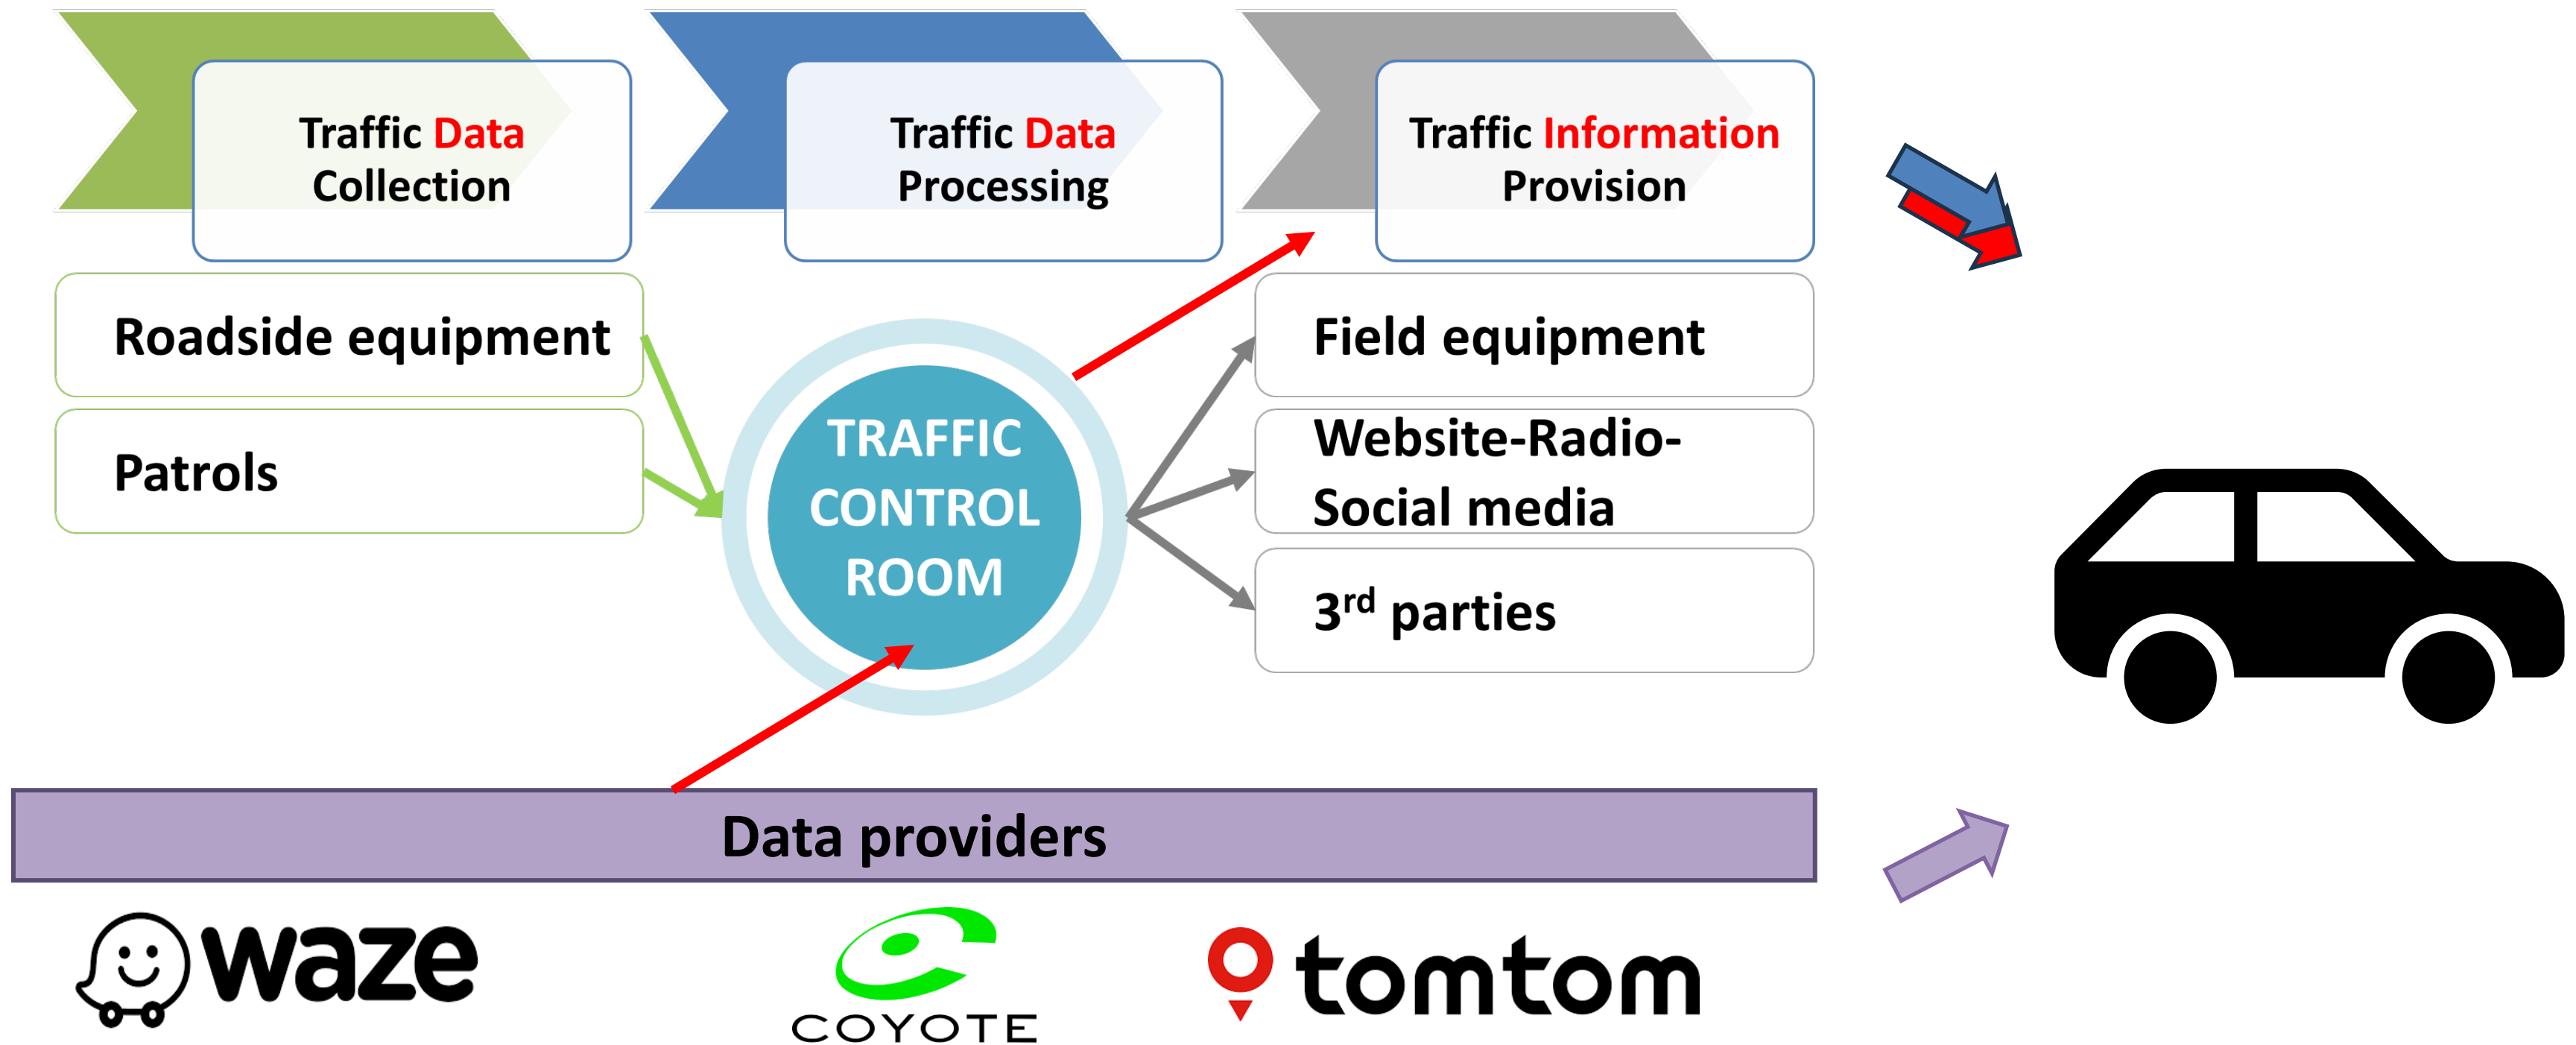 Traffic Data
Collection
Traffic Data
Processing
Traffic Information
Provision
Roadside equipment
Patrols
TRAFFIC
CONTROL
ROOM
Field equipment
Website-Radio-
Social media
3rd parties
Data providers
waze
COYOTE
tomtom